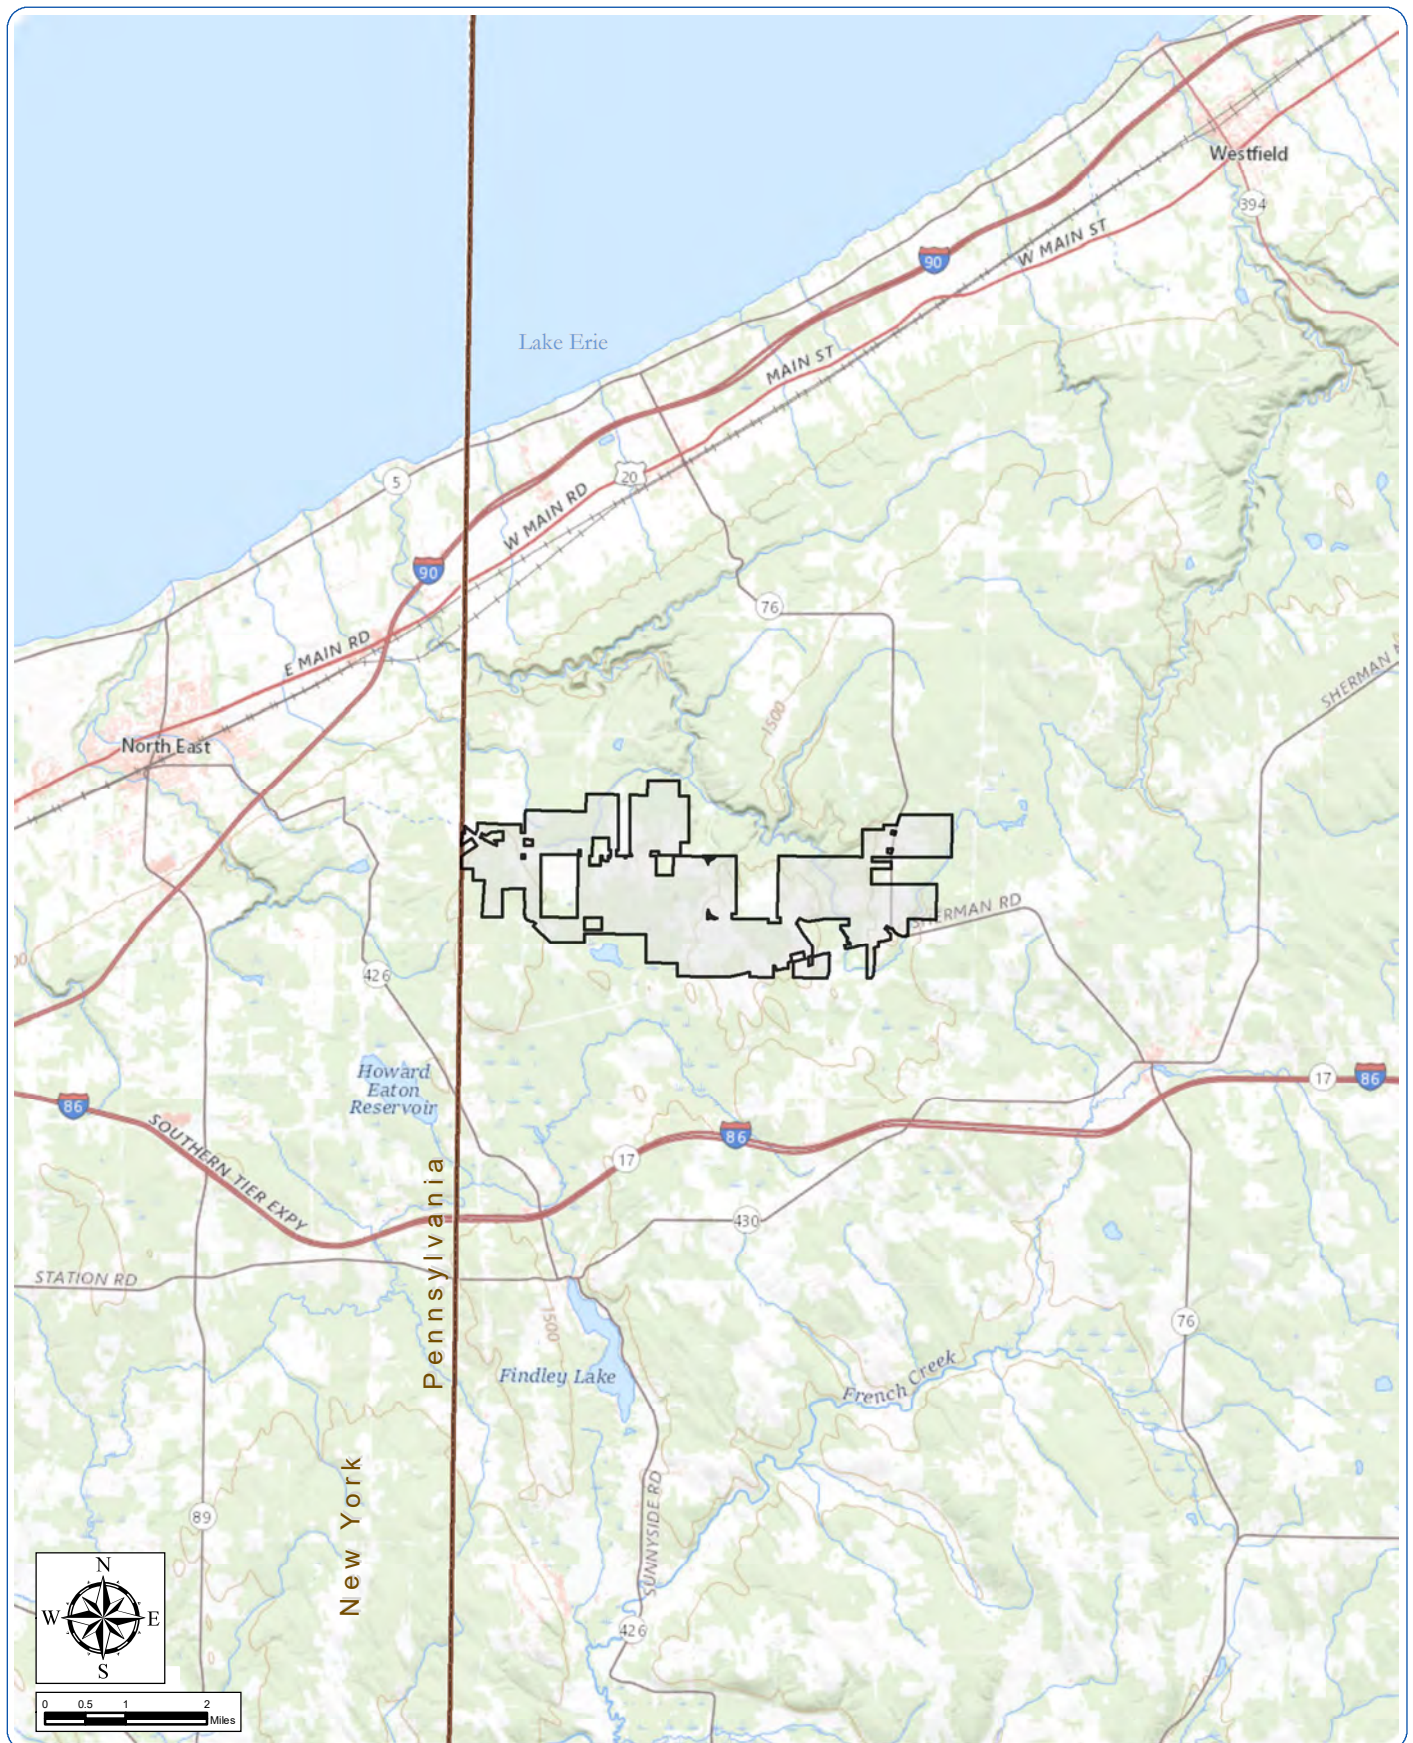 Westfield
394
90
W MAIN ST
Lake Erie
MAIN ST
20
5
W MAIN RD
90
76
E MAIN RD
SHERMAN
1500
North East
SHERMAN RD
426
Howard
Eaton
Reservoir
17
86
86
SOUTHERN TIER EXPY
86
17
Pennsylvania
430
STATION RD
1500
76
Findley Lake
French Creek
New York
SUNNYSIDE RD
89
426
N
W
E
S
0 0.5 1 2
Miles